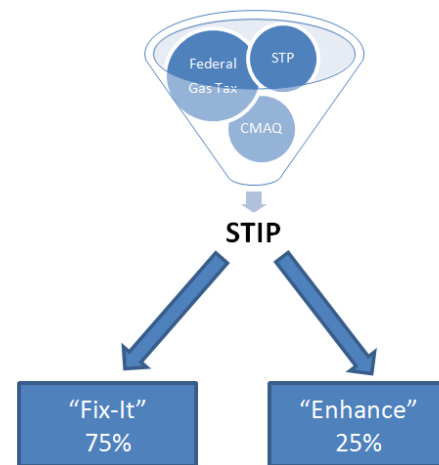 Federal
Gas Tax
STP
CMAQ
STIP
“Fix-It”
75%
“Enhance”
25%